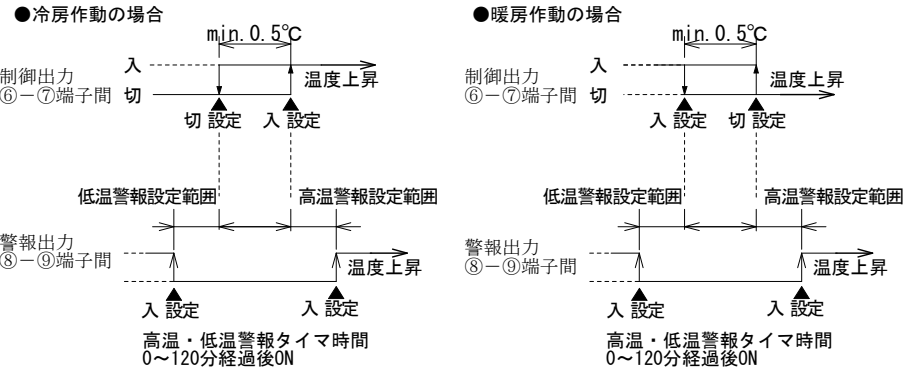 ●冷房作動の場合
min.0.5℃
制御出力
⑥－⑦端子間
入
切
温度上昇
切 設定
入 設定
低温警報設定範囲
高温警報設定範囲
警報出力
⑧－⑨端子間
温度上昇
入 設定
入 設定
高温・低温警報タイマ時間
0～120分経過後ON
●暖房作動の場合
min.0.5℃
制御出力
⑥－⑦端子間
入
切
温度上昇
入 設定
切 設定
低温警報設定範囲
高温警報設定範囲
警報出力
⑧－⑨端子間
温度上昇
入 設定
入 設定
高温・低温警報タイマ時間
0～120分経過後ON